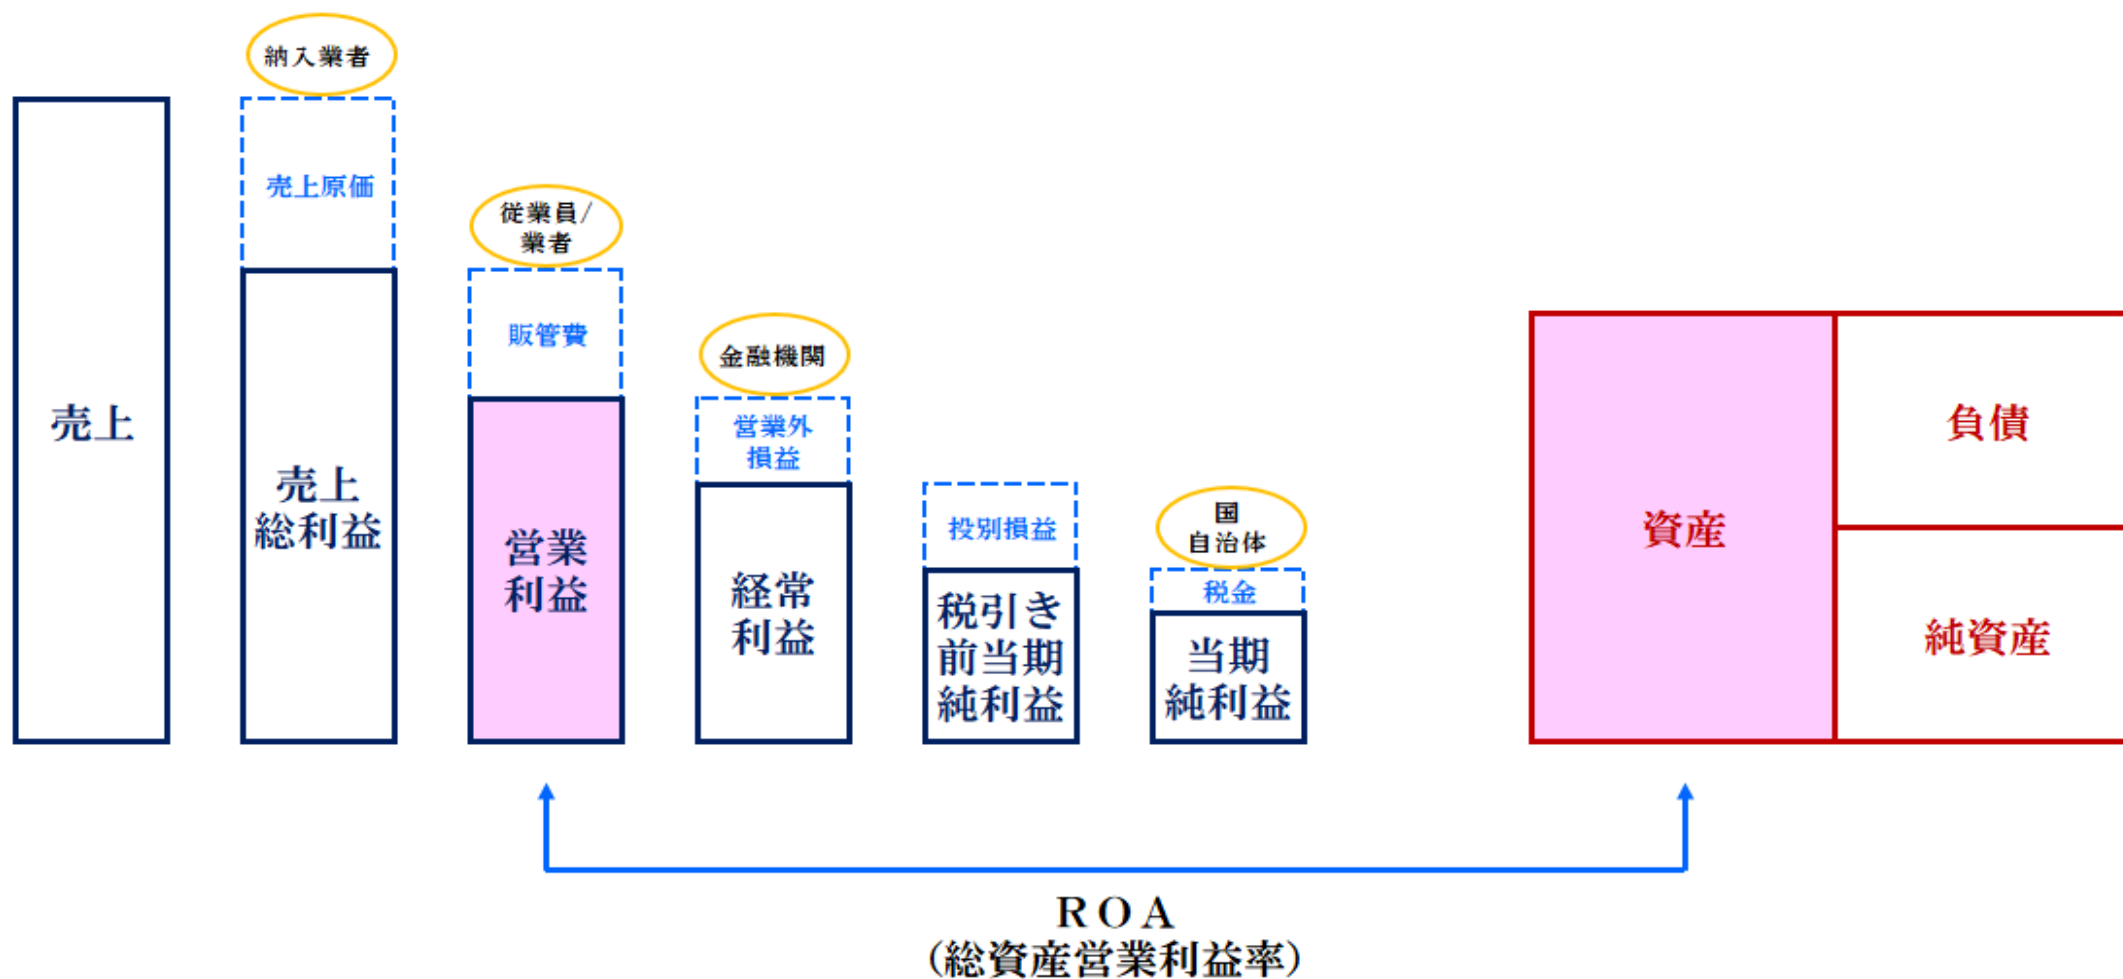 納入業者
売上原価
売上
売上
総利益
従業員/
業者
販管費
営業
利益
金融機関
営業外
損益
経常
利益
投別損益
税引き
前当期
純利益
国
自治体
税金
当期
純利益
資産
負債
純資産
ROA
(総資産営業利益率)